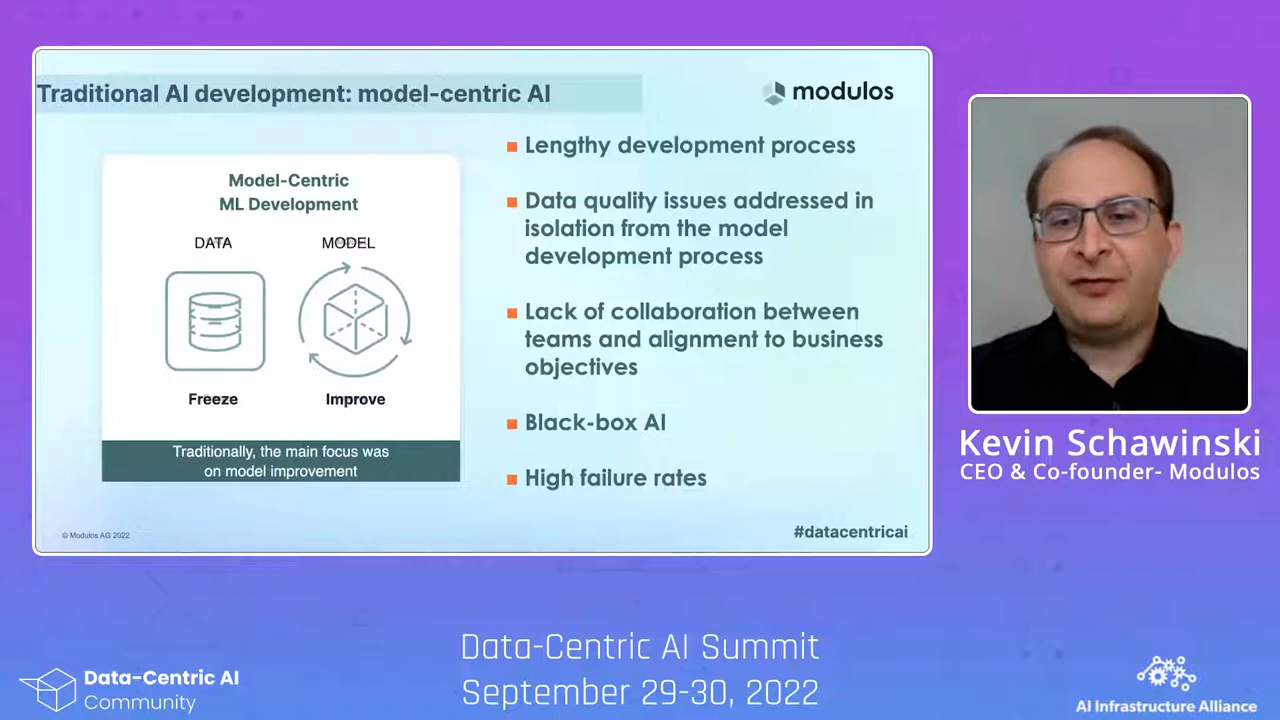 Traditional AI development: model-centric AI
modulos
Model-Centric
ML Development
DATA
MODEL
Freeze
Improve
Traditionally, the main focus was
on model improvement
Lengthy development process
Data quality issues addressed in
isolation from the model
development process
Lack of collaboration between
teams and alignment to business
objectives
Black-box AI
High failure rates
© Modulos AG 2022
#datacentricai
Kevin Schawinski
CEO & Co-founder- Modulos
Data-Centric AI Summit
September 29-30, 2022
Data-Centric AI
Community
AI Infrastructure Alliance